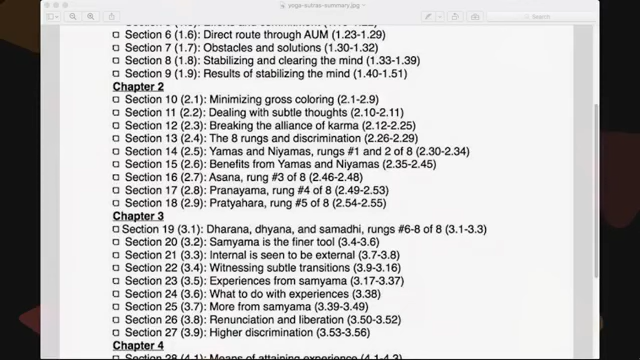 yoga-sutras-summary.jpg
Search
Section 6 (1.6): Direct route through AUM (1.23-1.29)
Section 7 (1.7): Obstacles and solutions (1.30-1.32)
Section 8 (1.8): Stabilizing and clearing the mind (1.33-1.39)
Section 9 (1.9): Results of stabilizing the mind (1.40-1.51)
Chapter 2
Section 10 (2.1): Minimizing gross coloring (2.1-2.9)
Section 11 (2.2): Dealing with subtle thoughts (2.10-2.11)
Section 12 (2.3): Breaking the alliance of karma (2.12-2.25)
Section 13 (2.4): The 8 rungs and discrimination (2.26-2.29)
Section 14 (2.5): Yamas and Niyamas, rungs #1 and 2 of 8 (2.30-2.34)
Section 15 (2.6): Benefits from Yamas and Niyamas (2.35-2.45)
Section 16 (2.7): Asana, rung #3 of 8 (2.46-2.48)
Section 17 (2.8): Pranayama, rung #4 of 8 (2.49-2.53)
Section 18 (2.9): Pratyahara, rung #5 of 8 (2.54-2.55)
Chapter 3
Section 19 (3.1): Dharana, dhyana, and samadhi, rungs #6-8 of 8 (3.1-3.3)
Section 20 (3.2): Samyama is the finer tool (3.4-3.6)
Section 21 (3.3): Internal is seen to be external (3.7-3.8)
Section 22 (3.4): Witnessing subtle transitions (3.9-3.16)
Section 23 (3.5): Experiences from samyama (3.17-3.37)
Section 24 (3.6): What to do with experiences (3.38)
Section 25 (3.7): More from samyama (3.39-3.49)
Section 26 (3.8): Renunciation and liberation (3.50-3.52)
Section 27 (3.9): Higher discrimination (3.53-3.56)
Chapter 4
Section 28 (4.1): Means of attaining experience (4.1-4.3)